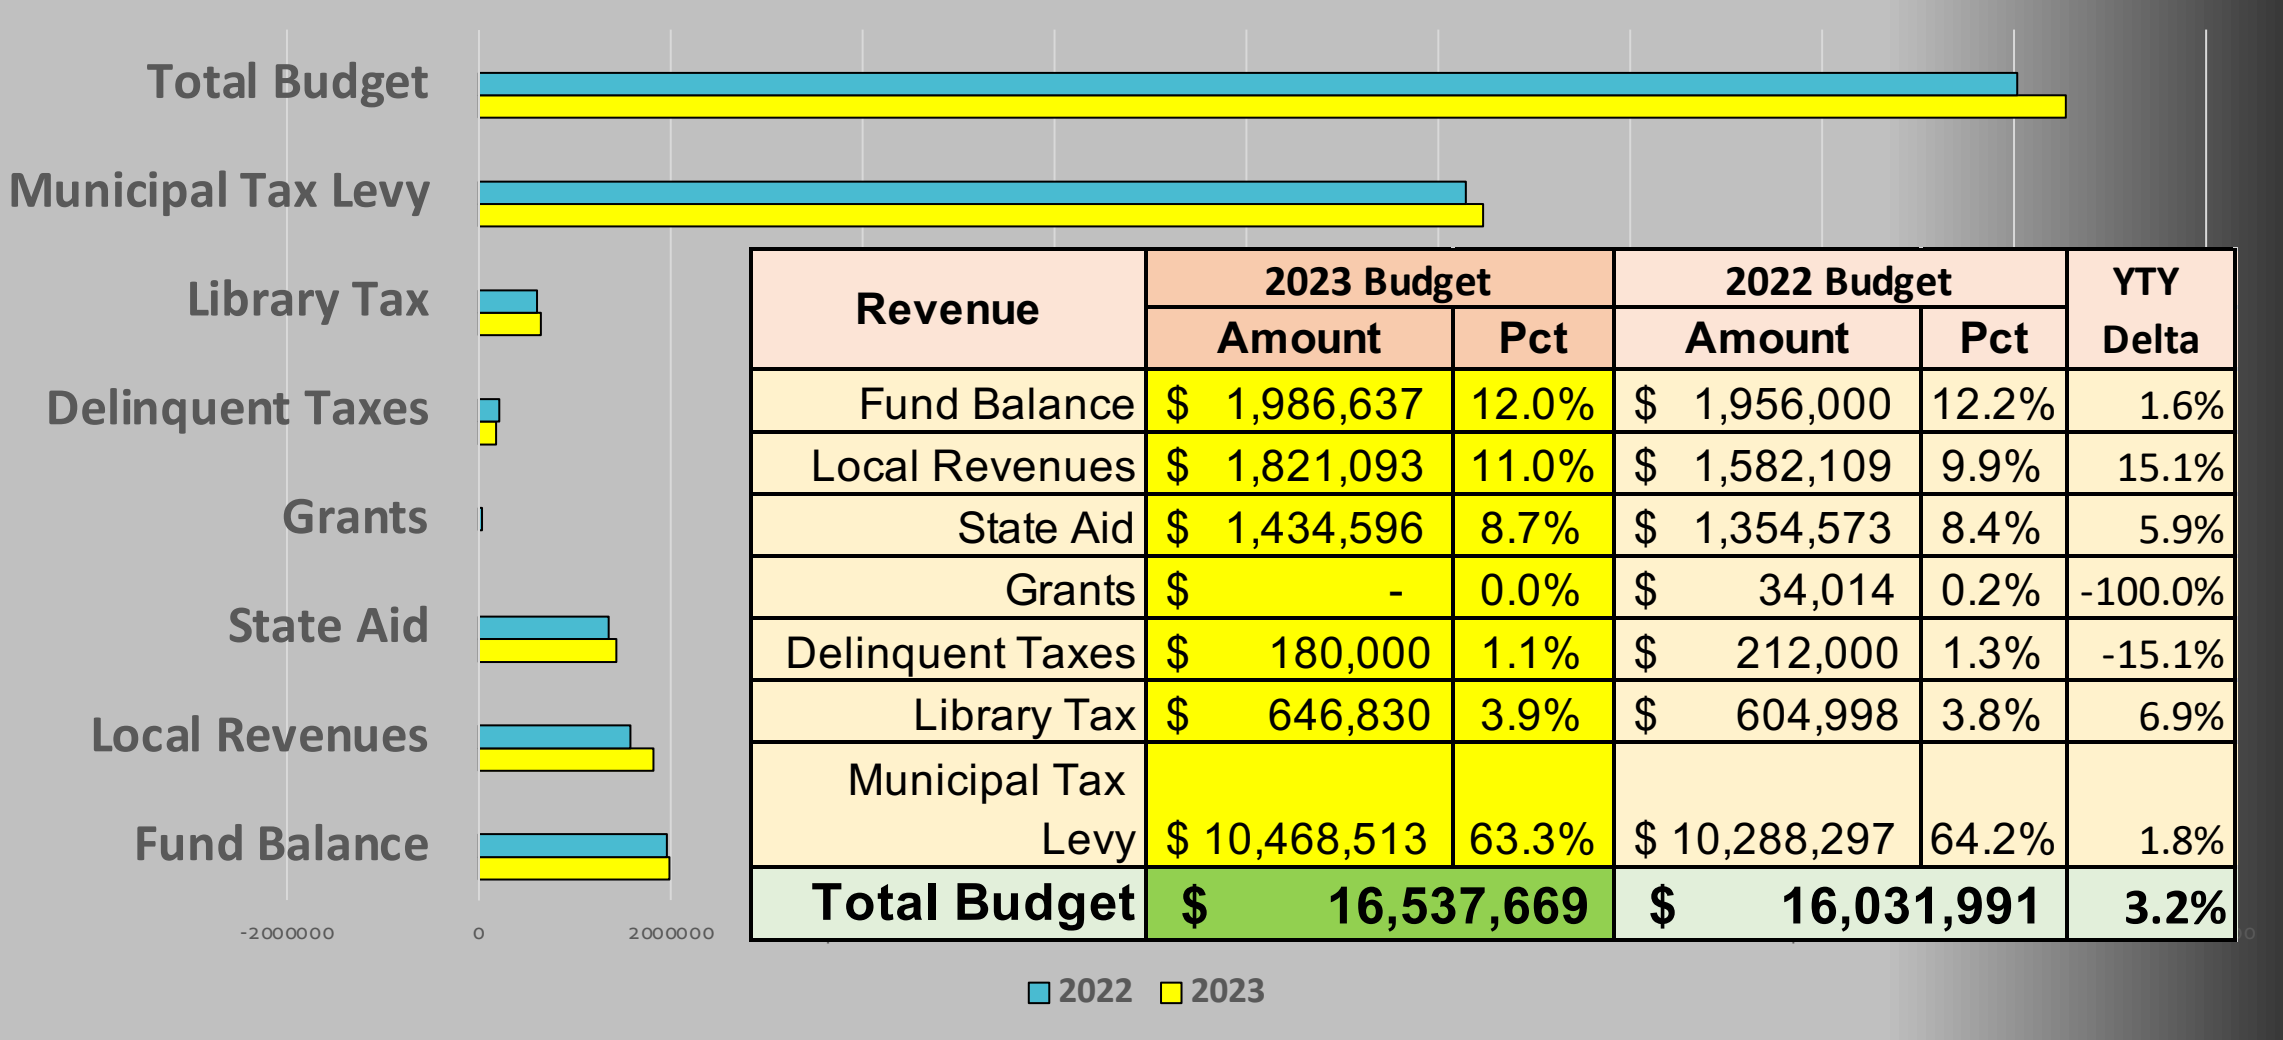 Total Budget
Municipal Tax Levy
Library Tax
Delinquent Taxes
Grants
State Aid
Local Revenues
Fund Balance
-2000000 0 2000000
2022 2023
Revenue 2023 Budget 2022 Budget YTY Delta
Amount Pct Amount Pct
Fund Balance $ 1,986,637 12.0% $ 1,956,000 12.2% 1.6%
Local Revenues $ 1,821,093 11.0% $ 1,582,109 9.9% 15.1%
State Aid $ 1,434,596 8.7% $ 1,354,573 8.4% 5.9%
Grants $ - 0.0% $ 34,014 0.2% -100.0%
Delinquent Taxes $ 180,000 1.1% $ 212,000 1.3% -15.1%
Library Tax $ 646,830 3.9% $ 604,998 3.8% 6.9%
Municipal Tax
Levy $ 10,468,513 63.3% $ 10,288,297 64.2% 1.8%
Total Budget $ 16,537,669 $ 16,031,991 3.2%